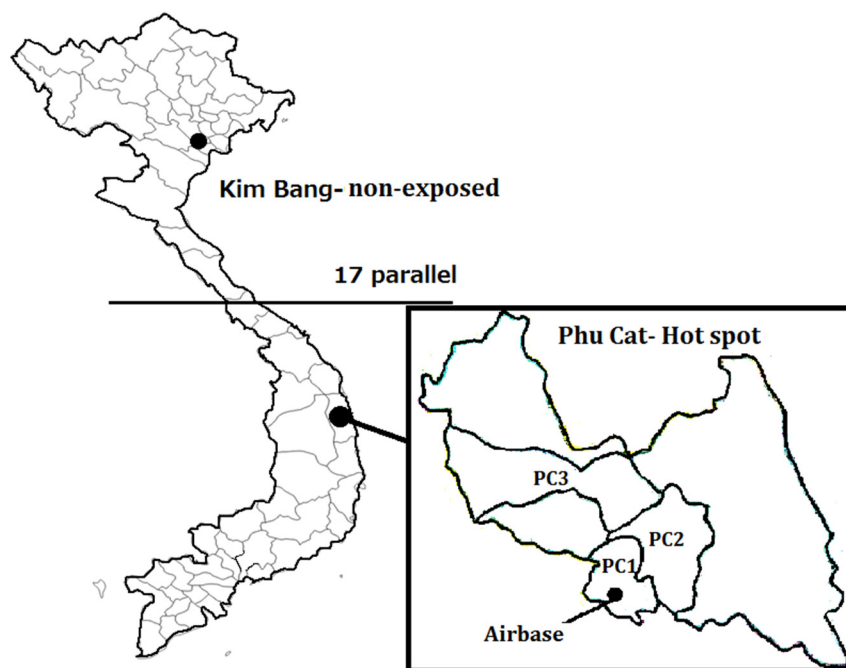 Kim Bang- non-exposed
17 parallel
Phu Cat- Hot spot
PC3
PC2
PC1
Airbase